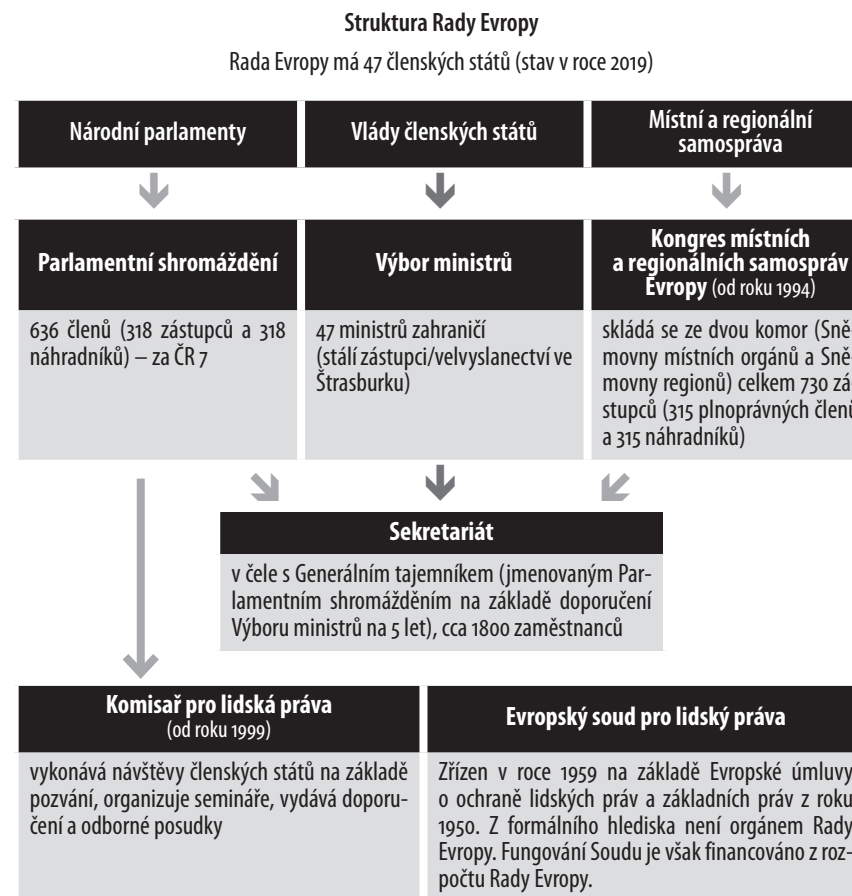 Struktura Rady Evropy
Rada Evropy má 47 členských států (stav v roce 2019)
Národní parlamenty
Vlády členských států
Místní a regionální
samospráva
Parlamentní shromáždění
Výbor ministrů
Kongres místních
a regionálních samospráv
Evropy (od roku 1994)
636 členů (318 zástupců a 318
náhradníků) – za ČR 7
47 ministrů zahraničí
(stálí zástupci/velvyslanectví ve
Štrasburku)
skládá se ze dvou komor (Sně-
movny místních orgánů a Sně-
movny regionů) celkem 730 zá-
stupců (315 plnoprávných členů
a 315 náhradníků)
Sekretariát
v čele s Generálním tajemníkem (jmenovaným Par-
lamentním shromážděním na základě doporučení
Výboru ministrů na 5 let), cca 1800 zaměstnanců
Komisař pro lidská práva
(od roku 1999)
vykonává návštěvy členských států na základě
pozvání, organizuje semináře, vydává doporu-
čení a odborné posudky
Evropský soud pro lidský práva
Zřízen v roce 1959 na základě Evropské úmluvy
o ochraně lidských práv a základních práv z roku
1950. Z formálního hlediska není orgánem Rady
Evropy. Fungování Soudu je však financováno z roz-
počtu Rady Evropy.